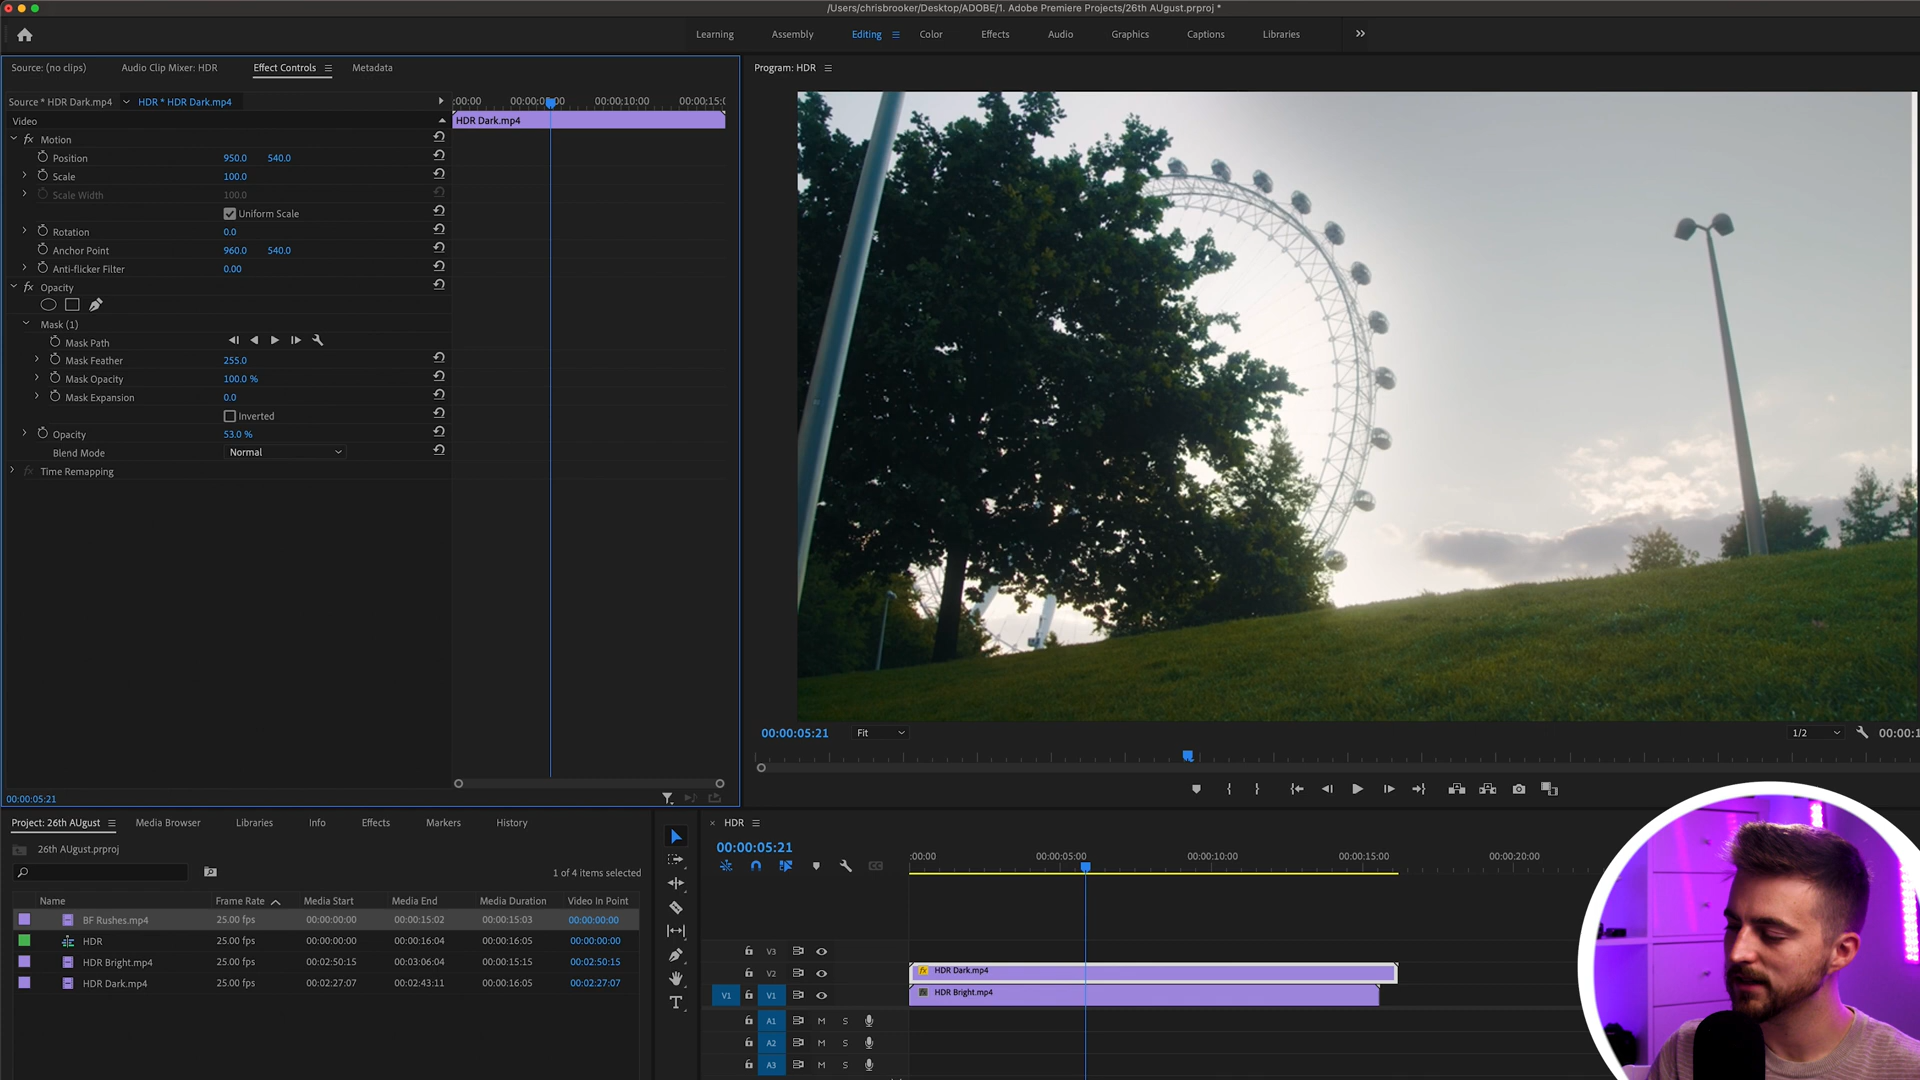 /Users/chrisbrooker/Desktop/ADOBE/1. Adobe Premiere Projects/26th AUgust.prproj *
Learning Assembly Editing Color Effects Audio Graphics Captions Libraries
Source: (no clips) Audio Clip Mixer: HDR Effect Controls Metadata
Program: HDR
Source * HDR Dark.mp4 HDR * HDR Dark.mp4
:00:00 00:00:05:00 00:00:10:00 00:00:15:0
Video
HDR Dark.mp4
fx Motion
Position 950.0 540.0
Scale 100.0
Scale Width 100.0
Uniform Scale
Rotation 0.0
Anchor Point 960.0 540.0
Anti-flicker Filter 0.00
fx Opacity
Mask (1)
Mask Path
Mask Feather 255.0
Mask Opacity 100.0 %
Mask Expansion 0.0
Inverted
Opacity 53.0 %
Blend Mode Normal
fx Time Remapping
00:00:05:21 Fit 1/2 00:00:1
00:00:05:21
Project: 26th AUgust Media Browser Libraries Info Effects Markers History
26th AUgust.prproj
1 of 4 items selected
Name Frame Rate Media Start Media End Media Duration Video In Point
BF Rushes.mp4 25.00 fps 00:00:00:00 00:00:15:02 00:00:15:03 00:00:00:00
HDR 25.00 fps 00:00:00:00 00:00:16:04 00:00:16:05 00:00:00:00
HDR Bright.mp4 25.00 fps 00:02:50:15 00:03:06:04 00:00:15:15 00:02:50:15
HDR Dark.mp4 25.00 fps 00:02:27:07 00:02:43:11 00:00:16:05 00:02:27:07
× HDR
00:00:05:21
:00:00 00:00:05:00 00:00:10:00 00:00:15:00 00:00:20:00
CC
V3
V2 fx HDR Dark.mp4
V1 V1 fx HDR Bright.mp4
A1 M S
A2 M S
A3 M S